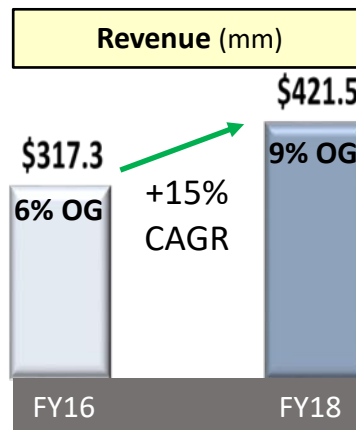 Revenue (mm)
$421.5
$317.3
9% OG
6% OG
+15%
CAGR
FY16
FY18